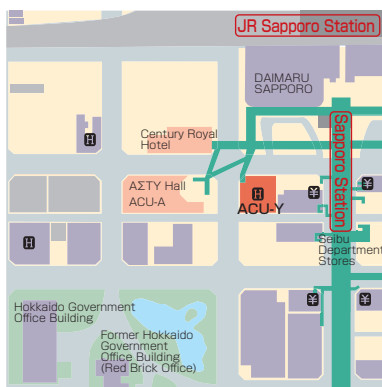 JR Sapporo Station
DAIMARU
SAPPORO
Century Royal
Hotel
Sapporo Station
H
AΣTY Hall
ACU-A
H
¥
¥
ACU-Y
H
Seibu
Department
Stores
Hokkaido Government
Office Building
¥
¥
Former Hokkaido
Government
Office Building
(Red Brick Office)